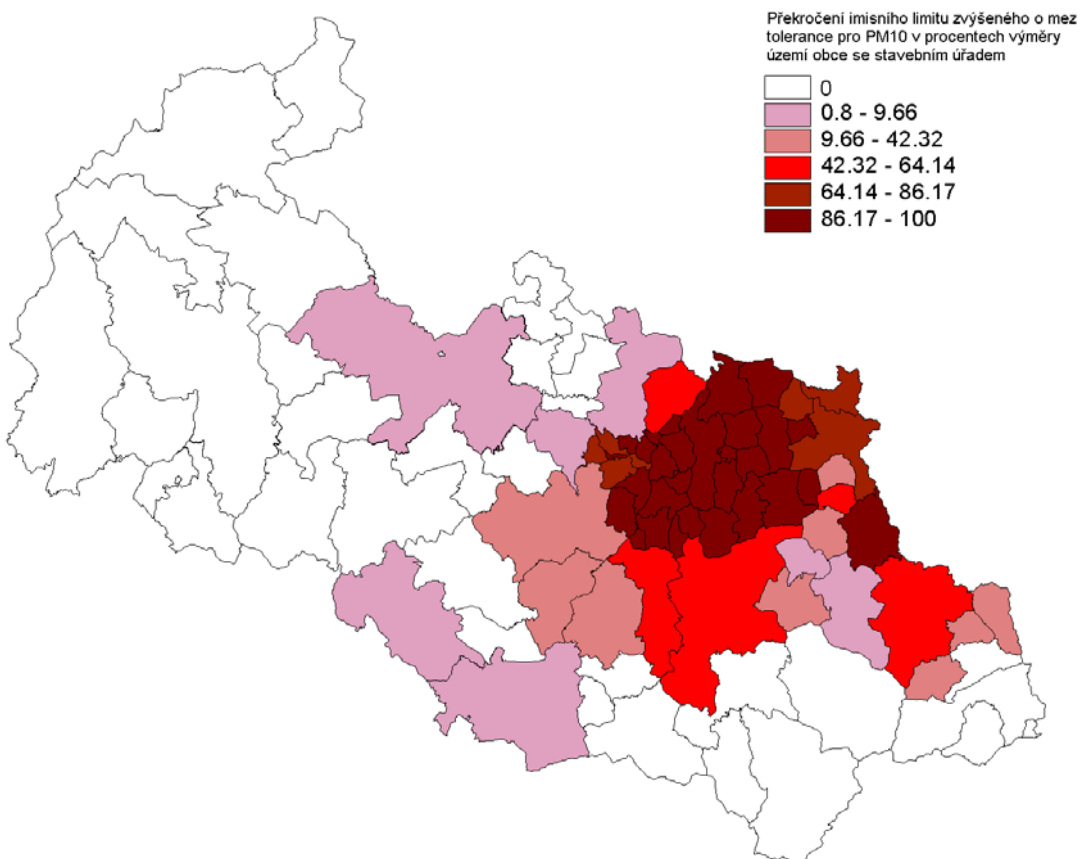 Překročení imisního limitu zvýšeného o mez
tolerance pro PM10 v procentech výměry
území obce se stavebním úřadem
0
0.8 - 9.66
9.66 - 42.32
42.32 - 64.14
64.14 - 86.17
86.17 - 100